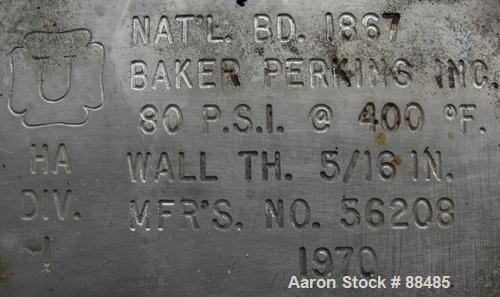 NAT'L. BD. 1867
BAKER PERKINS INC.
80 P.S.I. @ 400 °F.
U
HA
DIV.
1
WALL TH. 5/16 IN.
MFR'S. NO. 56208
1970
Aaron Stock # 88485